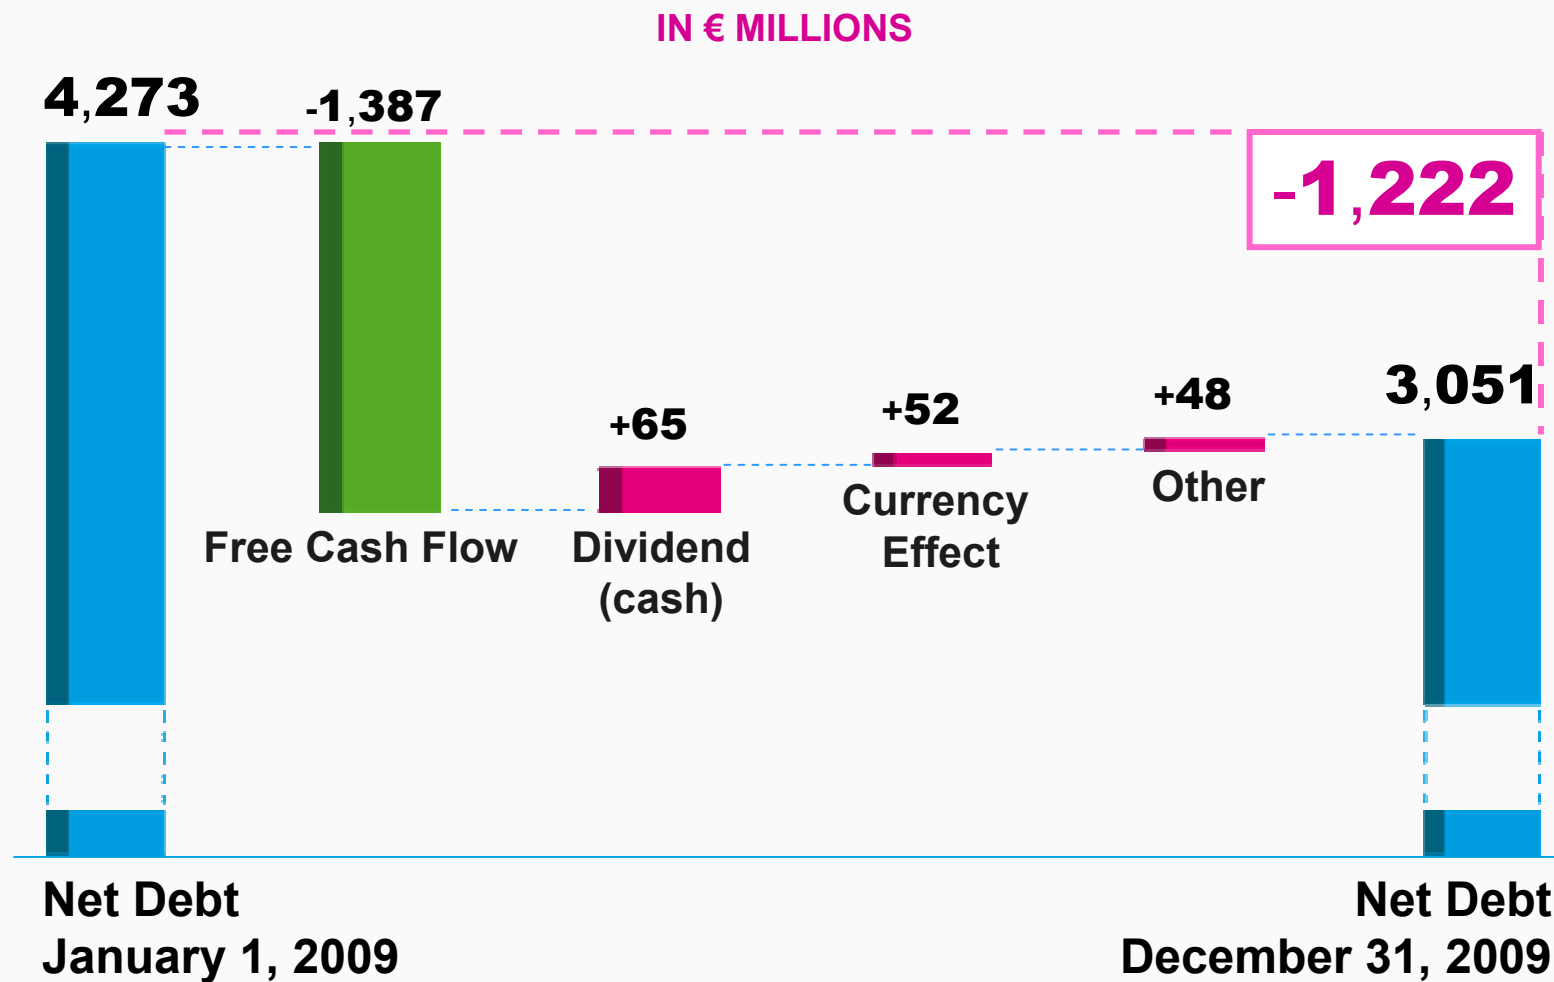 IN € MILLIONS
4,273
-1,387
-1,222
+65
+52
+48
3,051
Free Cash Flow
Dividend
(cash)
Currency
Effect
Other
Net Debt
January 1, 2009
Net Debt
December 31, 2009